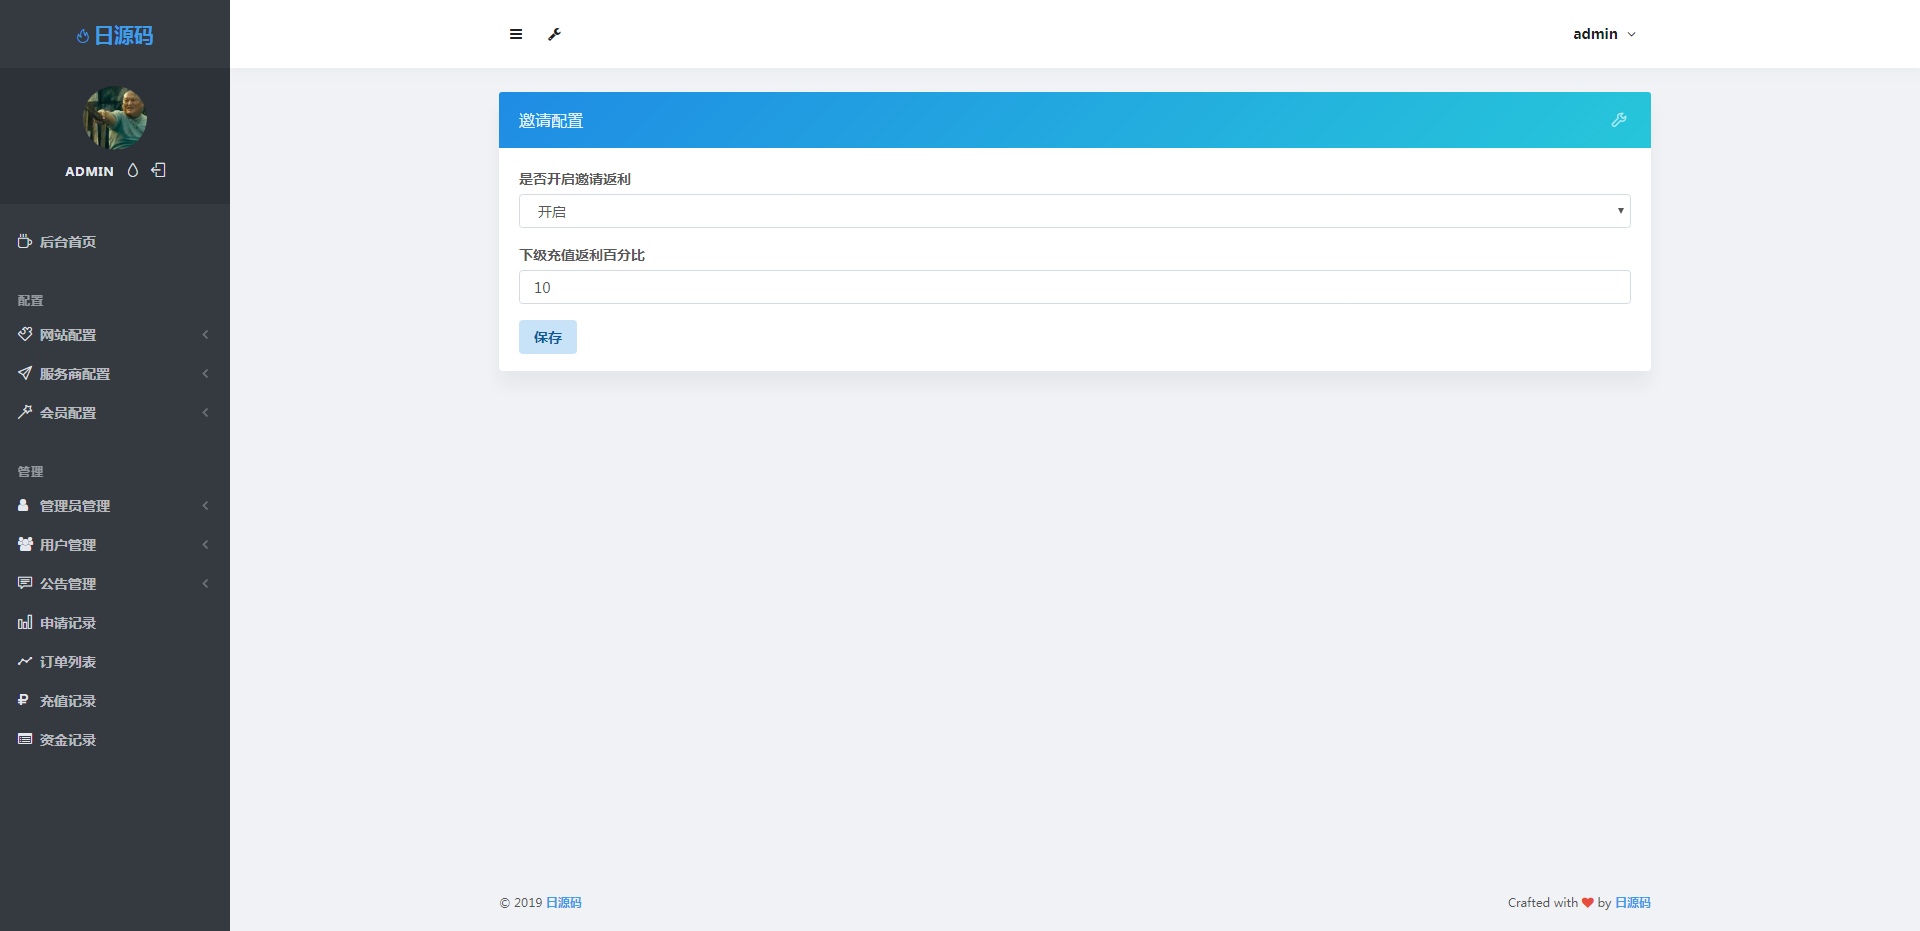 日源码
ADMIN
后台首页
配置
网站配置
服务商配置
会员配置
管理
管理员管理
用户管理
公告管理
申请记录
订单列表
充值记录
资金记录
admin
邀请配置
是否开启邀请返利
开启
下级充值返利百分比
10
保存
© 2019 日源码
Crafted with ❤ by 日源码